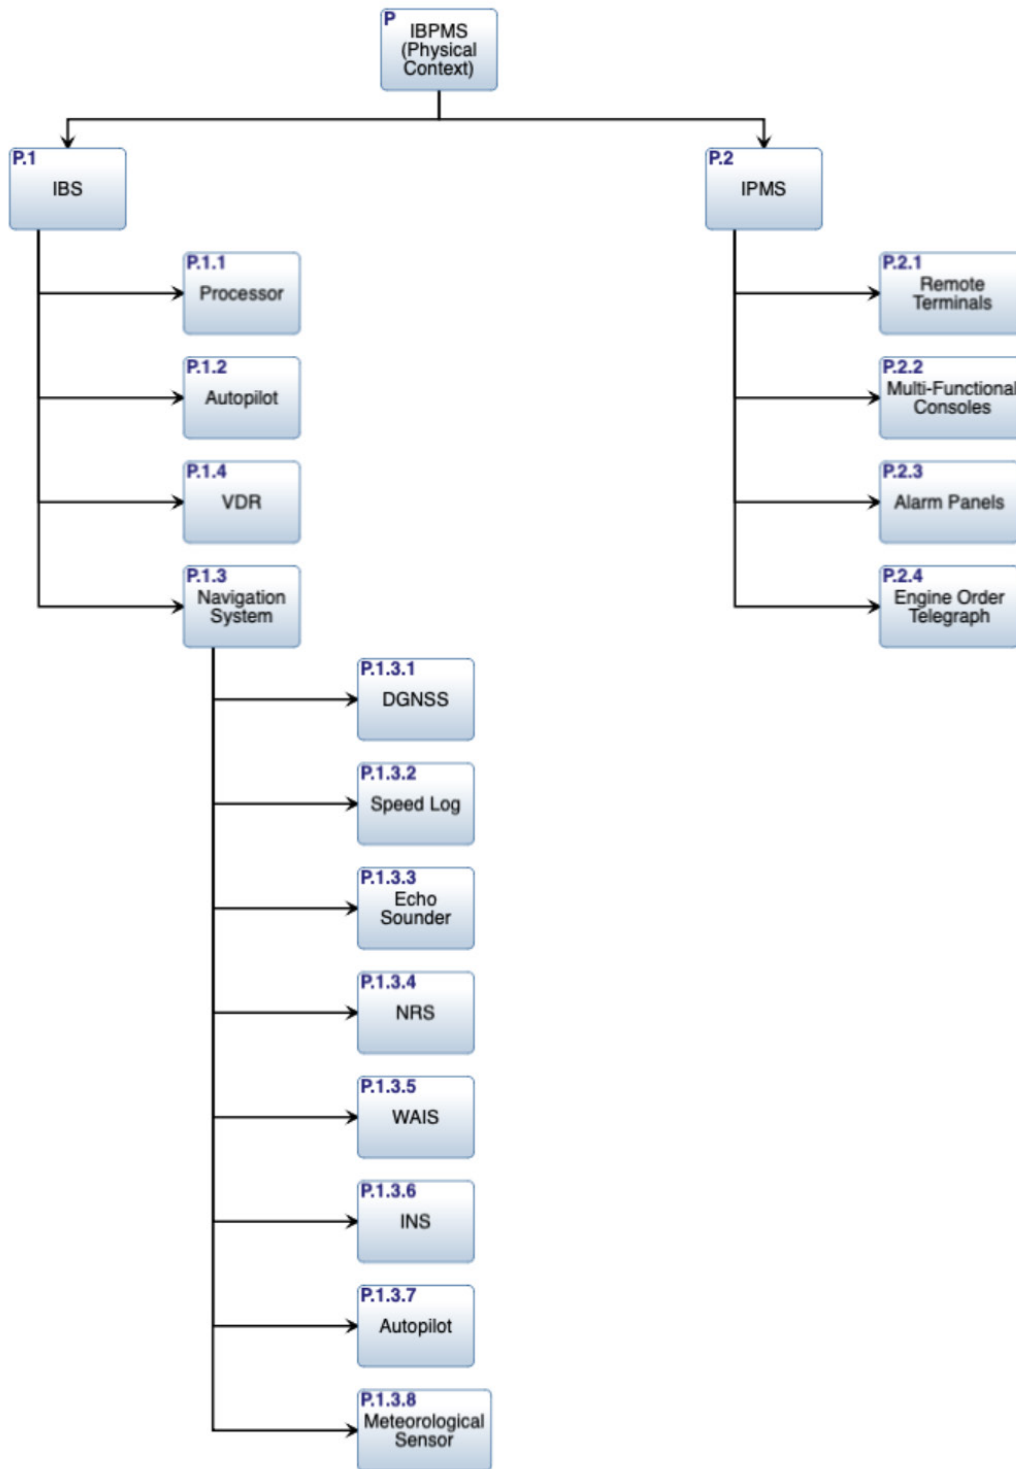 P
IBPMS
(Physical
Context)
P.1
IBS
P.2
IPMS
P.1.1
Processor
P.2.1
Remote
Terminals
P.1.2
Autopilot
P.2.2
Multi-Functional
Consoles
P.1.4
VDR
P.2.3
Alarm Panels
P.1.3
Navigation
System
P.2.4
Engine Order
Telegraph
P.1.3.1
DGNSS
P.1.3.2
Speed Log
P.1.3.3
Echo
Sounder
P.1.3.4
NRS
P.1.3.5
WAIS
P.1.3.6
INS
P.1.3.7
Autopilot
P.1.3.8
Meteorological
Sensor